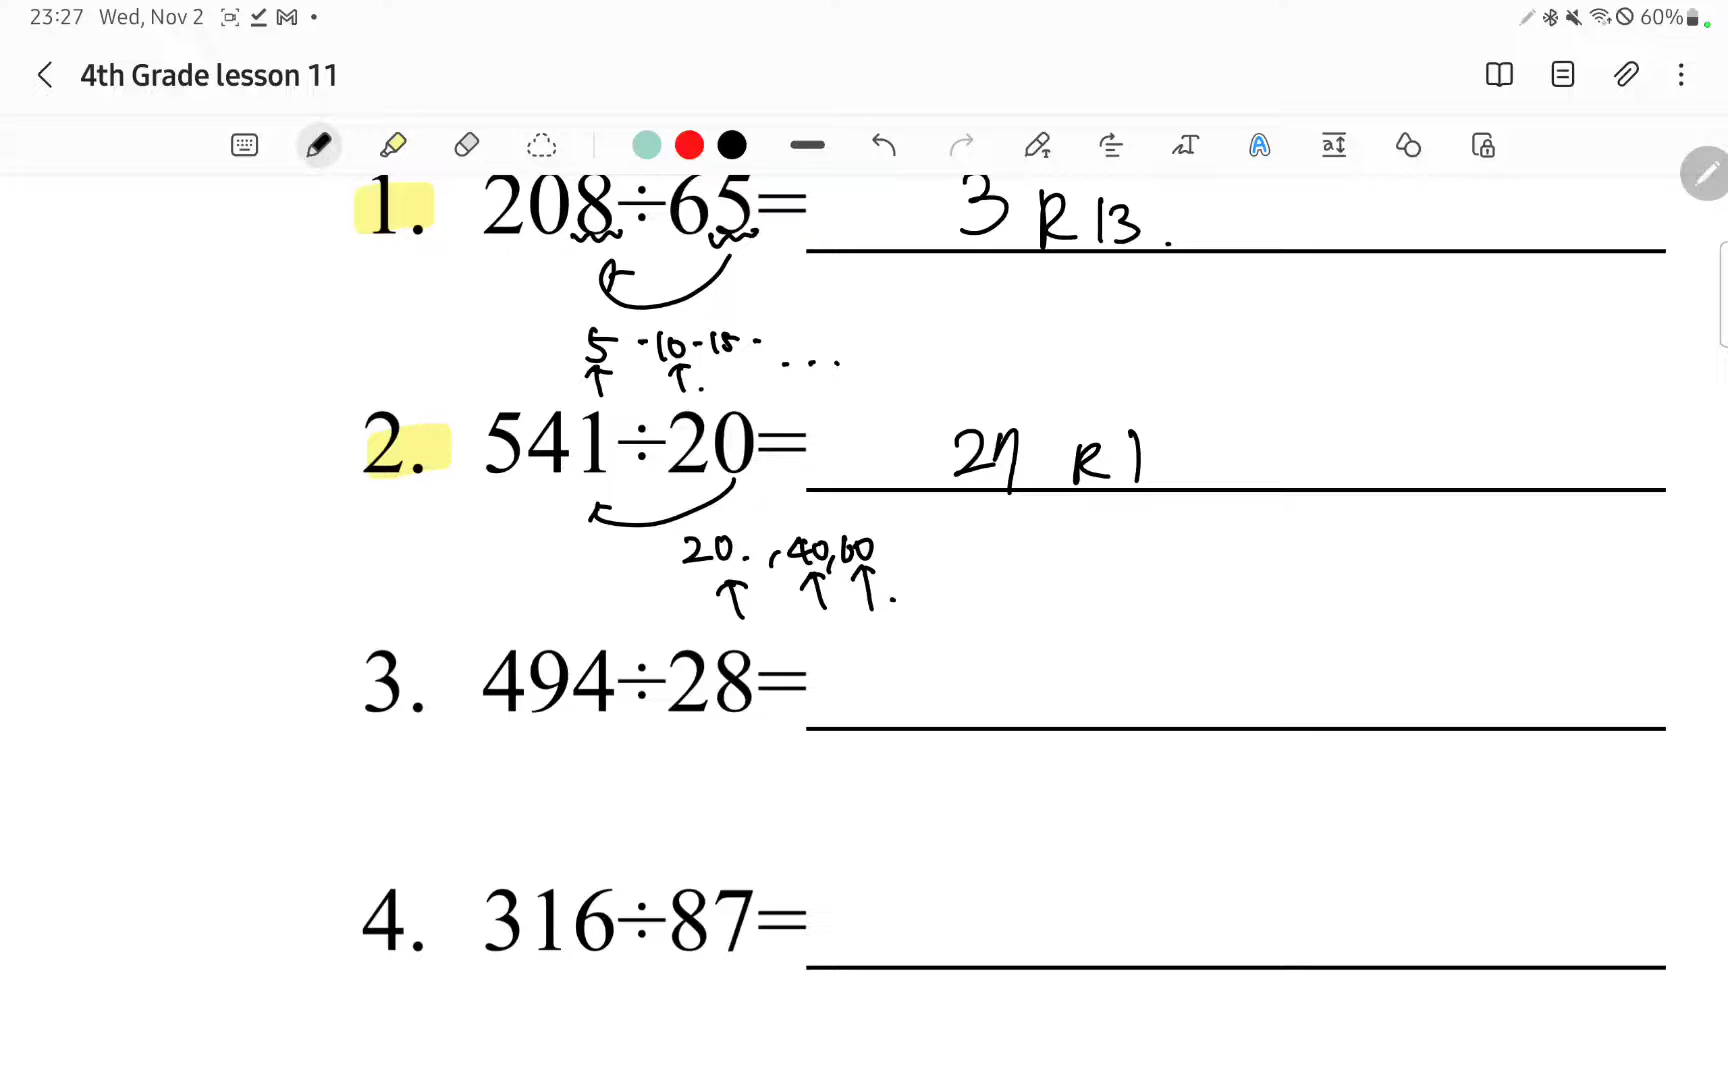 23:27 Wed, Nov 2
60%
4th Grade lesson 11
1. 208÷65= 3 R 13.
5 - 10 - 15 - ...
2. 541÷20= 27 R 1
20. , 40, 60
3. 494÷28=
4. 316÷87=